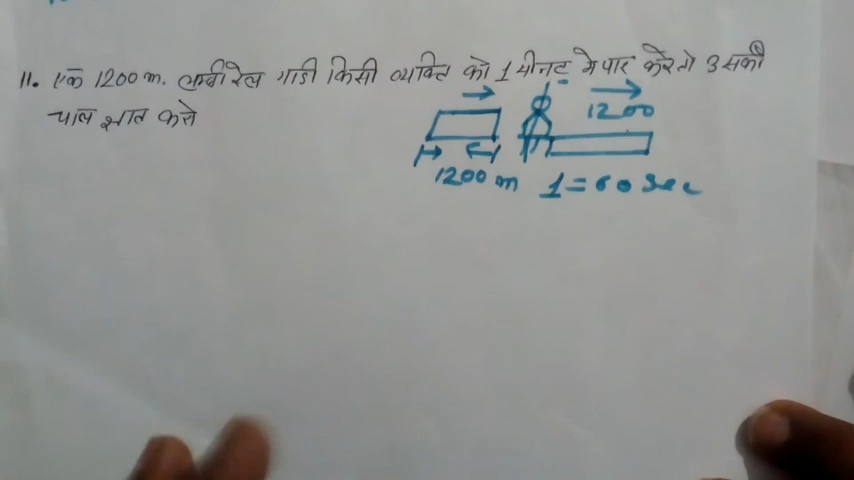 11. एक 1200 m. लम्बी रेल गाडी किसी व्यक्ति को 1 मीनट मे पार करे तो उसकी
चाल ज्ञात करो
1200
1200 m 1 = 60 sec